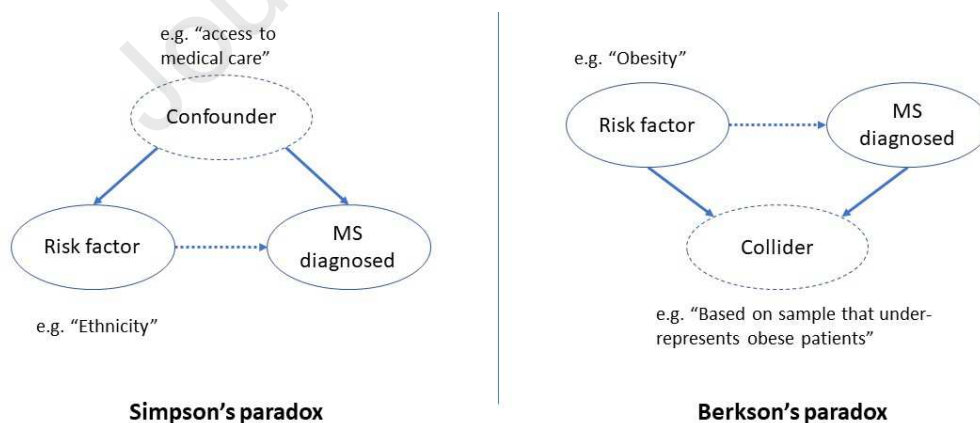 e.g. “access to
medical care”
Confounder
Risk factor
MS
diagnosed
e.g. “Ethnicity”
Simpson’s paradox
e.g. “Obesity”
Risk factor
MS
diagnosed
Collider
e.g. “Based on sample that under-
represents obese patients”
Berkson’s paradox